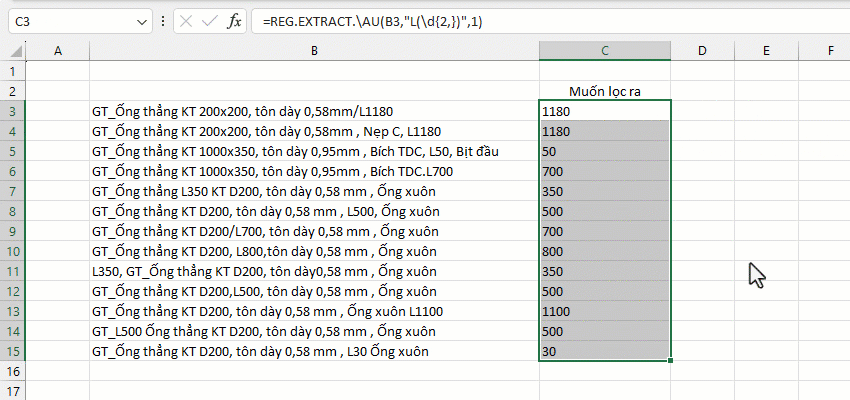 C3 fx =REG.EXTRACT.\AU(B3,"L(\d{2,})",1)
A B C D E F
1
2 Muốn lọc ra
3 GT_Ống thẳng KT 200x200, tôn dày 0,58mm/L1180 1180
4 GT_Ống thẳng KT 200x200, tôn dày 0,58mm , Nẹp C, L1180 1180
5 GT_Ống thẳng KT 1000x350, tôn dày 0,95mm , Bích TDC, L50, Bịt đầu 50
6 GT_Ống thẳng KT 1000x350, tôn dày 0,95mm , Bích TDC.L700 700
7 GT_Ống thẳng L350 KT D200, tôn dày 0,58 mm , Ống xuôn 350
8 GT_Ống thẳng KT D200, tôn dày 0,58 mm , L500, Ống xuôn 500
9 GT_Ống thẳng KT D200/L700, tôn dày 0,58 mm , Ống xuôn 700
10 GT_Ống thẳng KT D200, L800,tôn dày 0,58 mm , Ống xuôn 800
11 L350, GT_Ống thẳng KT D200, tôn dày0,58 mm , Ống xuôn 350
12 GT_Ống thẳng KT D200,L500, tôn dày 0,58 mm , Ống xuôn 500
13 GT_Ống thẳng KT D200, tôn dày 0,58 mm , Ống xuôn L1100 1100
14 GT_L500 Ống thẳng KT D200, tôn dày 0,58 mm , Ống xuôn 500
15 GT_Ống thẳng KT D200, tôn dày 0,58 mm , L30 Ống xuôn 30
16
17